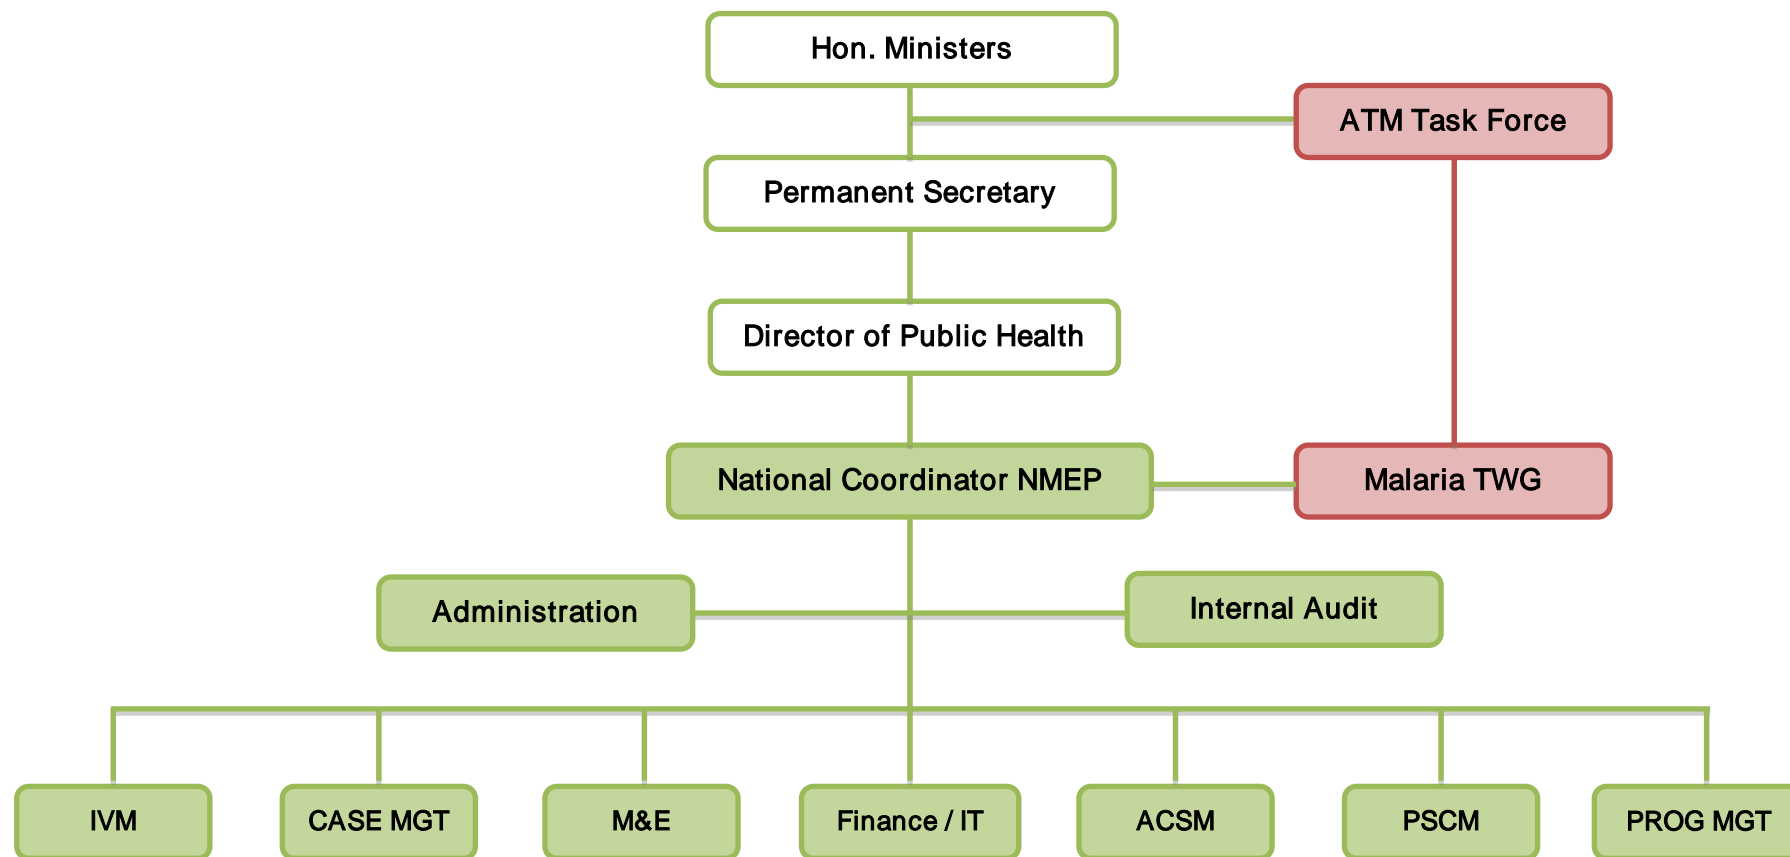 Hon. Ministers
ATM Task Force
Permanent Secretary
Director of Public Health
National Coordinator NMEP
Malaria TWG
Administration
Internal Audit
IVM
CASE MGT
M&E
Finance / IT
ACSM
PSCM
PROG MGT